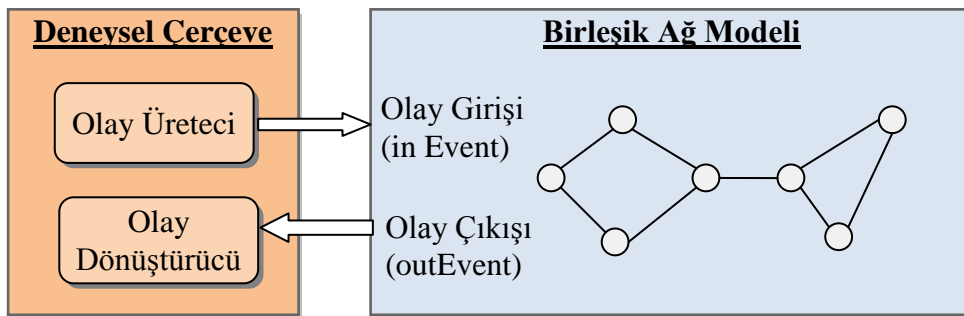 Deneysel Çerçeve
Olay Üreteci
Olay
Dönüştürücü
Birleşik Ağ Modeli
Olay Girişi
(in Event)
Olay Çıkışı
(outEvent)